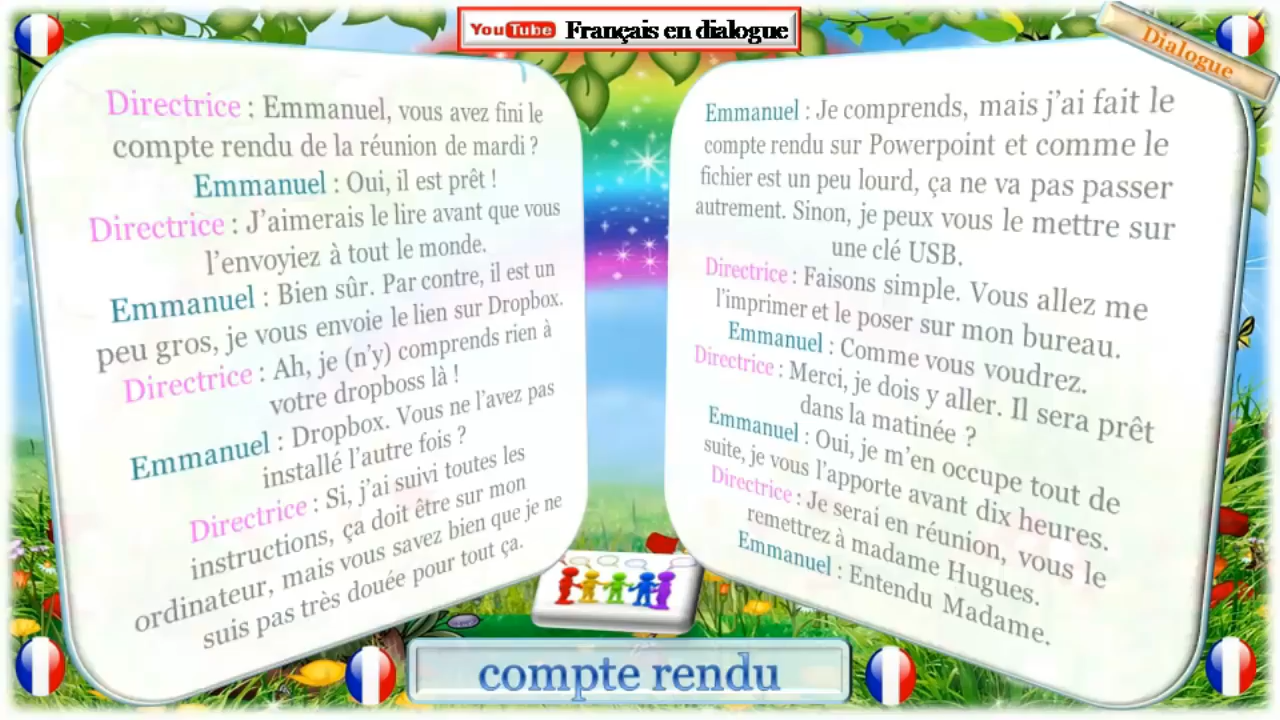 YouTube Français en dialogue
Dialogue
Directrice : Emmanuel, vous avez fini le
compte rendu de la réunion de mardi ?
Emmanuel : Oui, il est prêt !
Directrice : J'aimerais le lire avant que vous
l'envoyiez à tout le monde.
Emmanuel : Bien sûr. Par contre, il est un
peu gros, je vous envoie le lien sur Dropbox.
Directrice : Ah, je (n'y) comprends rien à
votre dropboss là !
Emmanuel : Dropbox. Vous ne l'avez pas
installé l'autre fois ?
Directrice : Si, j'ai suivi toutes les
instructions, ça doit être sur mon
ordinateur, mais vous savez bien que je ne
suis pas très douée pour tout ça.
Emmanuel : Je comprends, mais j'ai fait le
compte rendu sur Powerpoint et comme le
fichier est un peu lourd, ça ne va pas passer
autrement. Sinon, je peux vous le mettre sur
une clé USB.
Directrice : Faisons simple. Vous allez me
l'imprimer et le poser sur mon bureau.
Emmanuel : Comme vous voudrez.
Directrice : Merci, je dois y aller. Il sera prêt
dans la matinée ?
Emmanuel : Oui, je m'en occupe tout de
suite, je vous l'apporte avant dix heures.
Directrice : Je serai en réunion, vous le
remettrez à madame Hugues.
Emmanuel : Entendu Madame.
compte rendu